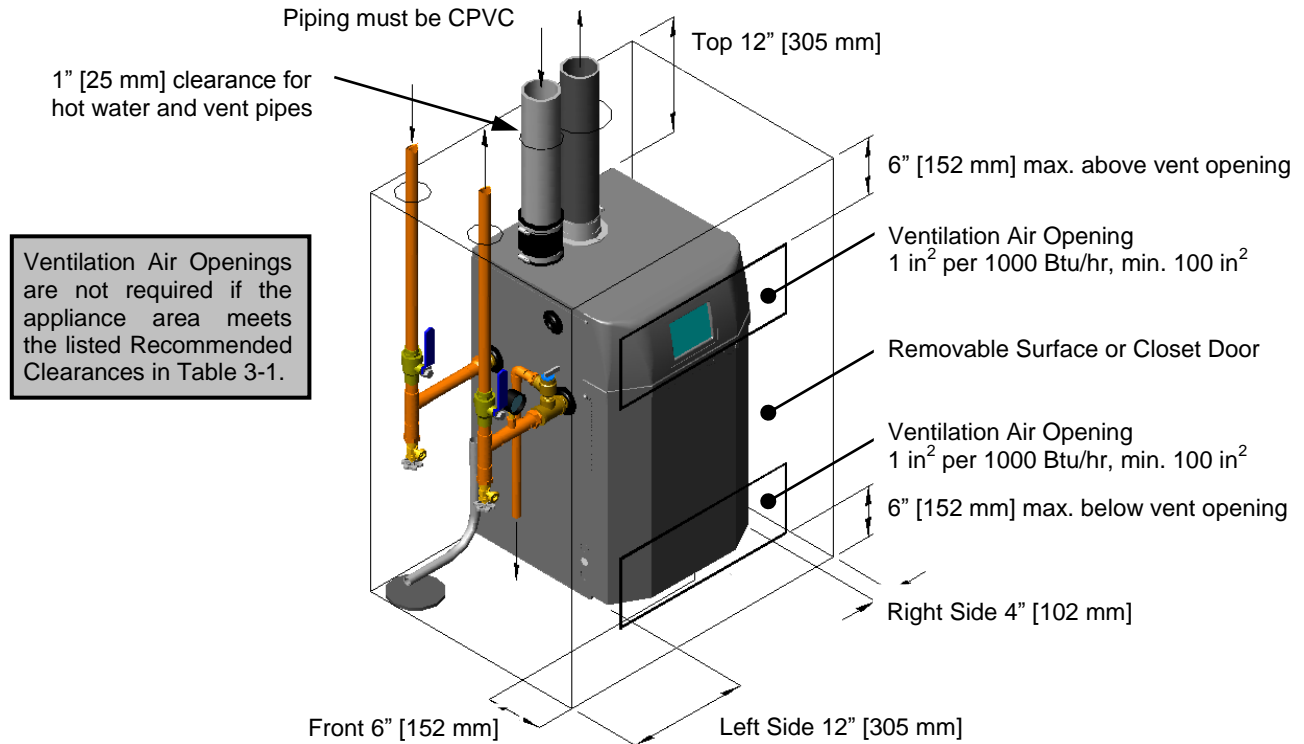 Piping must be CPVC
Top 12” [305 mm]
1” [25 mm] clearance for
hot water and vent pipes
6” [152 mm] max. above vent opening
Ventilation Air Openings
are not required if the
appliance area meets
the listed Recommended
Clearances in Table 3-1.
Ventilation Air Opening
1 in² per 1000 Btu/hr, min. 100 in²
Removable Surface or Closet Door
Ventilation Air Opening
1 in² per 1000 Btu/hr, min. 100 in²
6” [152 mm] max. below vent opening
Right Side 4” [102 mm]
Front 6” [152 mm]
Left Side 12” [305 mm]